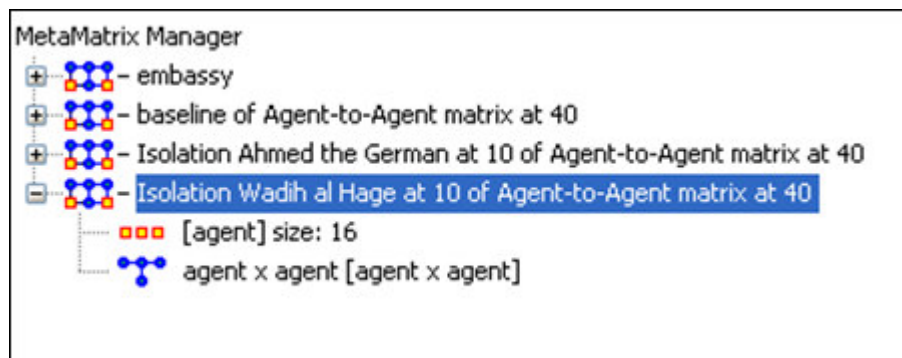 MetaMatrix Manager
embassy
baseline of Agent-to-Agent matrix at 40
Isolation Ahmed the German at 10 of Agent-to-Agent matrix at 40
Isolation Wadih al Hage at 10 of Agent-to-Agent matrix at 40
[agent] size: 16
agent x agent [agent x agent]